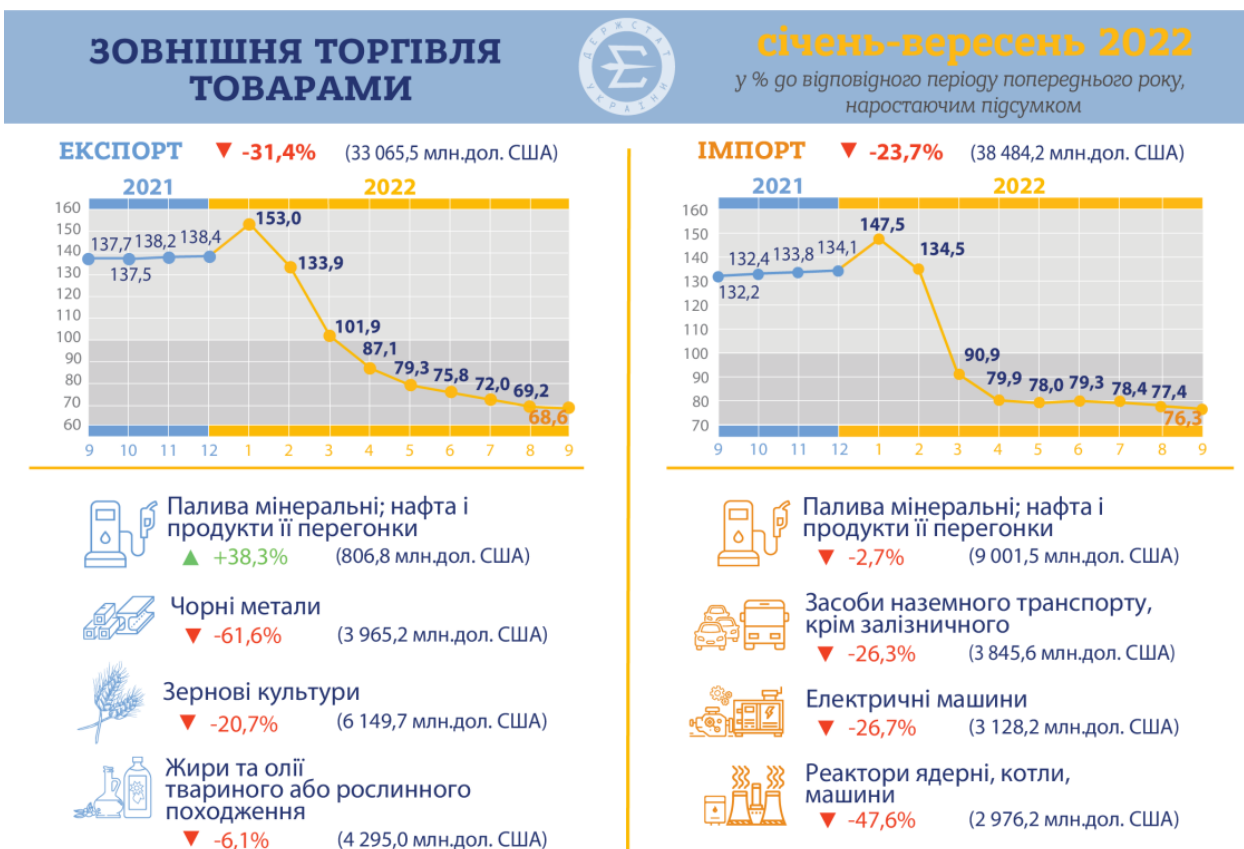 ЗОВНІШНЯ ТОРГІВЛЯ
ТОВАРАМИ
ДЕРЖСТАТ
УКРАЇНИ
січень-вересень 2022
у % до відповідного періоду попереднього року,
наростаючим підсумком
ЕКСПОРТ ▼ -31,4% (33 065,5 млн.дол. США)
2021 2022
160
150
140
130
120
110
100
90
80
70
60
137,7
137,5
138,2
138,4
153,0
133,9
101,9
87,1
79,3
75,8
72,0
69,2
68,6
9 10 11 12 1 2 3 4 5 6 7 8 9
Палива мінеральні; нафта і
продукти її перегонки
▲ +38,3% (806,8 млн.дол. США)
Чорні метали
▼ -61,6% (3 965,2 млн.дол. США)
Зернові культури
▼ -20,7% (6 149,7 млн.дол. США)
Жири та олії
твариного або рослинного
походження
▼ -6,1% (4 295,0 млн.дол. США)
ІМПОРТ ▼ -23,7% (38 484,2 млн.дол. США)
2021 2022
160
150
140
130
120
110
100
90
80
70
132,2
132,4
133,8
134,1
147,5
134,5
90,9
79,9
78,0
79,3
78,4
77,4
76,3
9 10 11 12 1 2 3 4 5 6 7 8 9
Палива мінеральні; нафта і
продукти її перегонки
▼ -2,7% (9 001,5 млн.дол. США)
Засоби наземного транспорту,
крім залізничного
▼ -26,3% (3 845,6 млн.дол. США)
Електричні машини
▼ -26,7% (3 128,2 млн.дол. США)
Реактори ядерні, котли,
машини
▼ -47,6% (2 976,2 млн.дол. США)